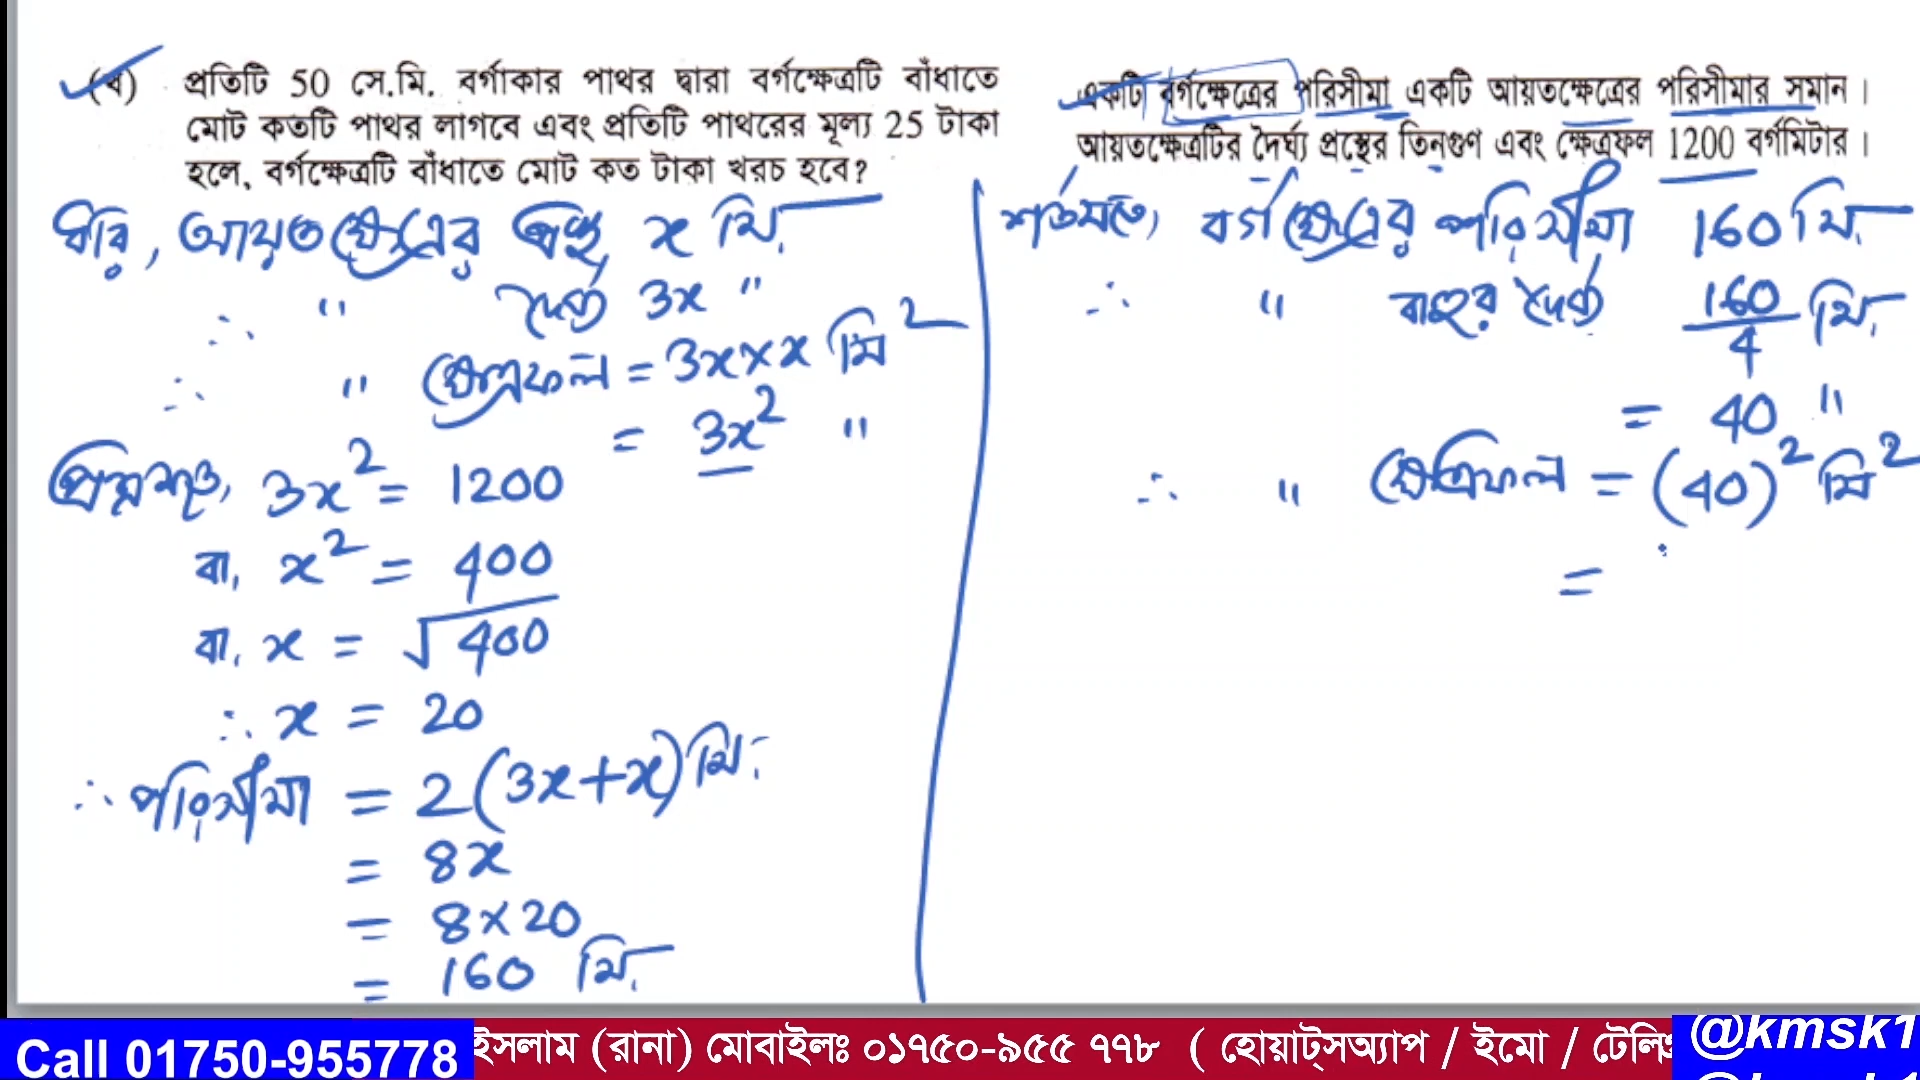 (খ) প্রতিটি 50 সে.মি. বর্গাকার পাথর দ্বারা বর্গক্ষেত্রটি বাঁধাতে
মোট কতটি পাথর লাগবে এবং প্রতিটি পাথরের মূল্য 25 টাকা
হলে, বর্গক্ষেত্রটি বাঁধাতে মোট কত টাকা খরচ হবে?
ধরি, আয়তক্ষেত্রের প্রস্থ x মি.
∴ " দৈর্ঘ্য 3x "
∴ " ক্ষেত্রফল = 3x×x মি²
= 3x² "
প্রশ্নমতে, 3x² = 1200
বা, x² = 400
বা, x = √400
∴ x = 20
∴ পরিসীমা = 2(3x+x) মি.
= 8x
= 8×20
= 160 মি.
একটি বর্গক্ষেত্রের পরিসীমা একটি আয়তক্ষেত্রের পরিসীমার সমান।
আয়তক্ষেত্রটির দৈর্ঘ্য প্রস্থের তিনগুণ এবং ক্ষেত্রফল 1200 বর্গমিটার।
শর্তমতে, বর্গক্ষেত্রের পরিসীমা 160 মি.
∴ " বাহুর দৈর্ঘ্য 160/4 মি.
= 40 "
∴ " ক্ষেত্রফল = (40)² মি²
=
Call 01750-955778
ইসলাম (রানা) মোবাইলঃ ০১৭৫০-৯৫৫ ৭৭৮ ( হোয়াট্সঅ্যাপ / ইমো / টেলি
@kmsk1